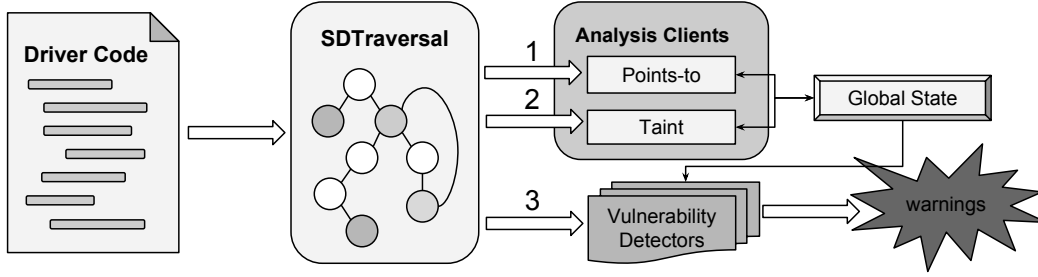 Driver Code
SDTraversal
1
2
3
Analysis Clients
Points-to
Taint
Global State
Vulnerability
Detectors
warnings